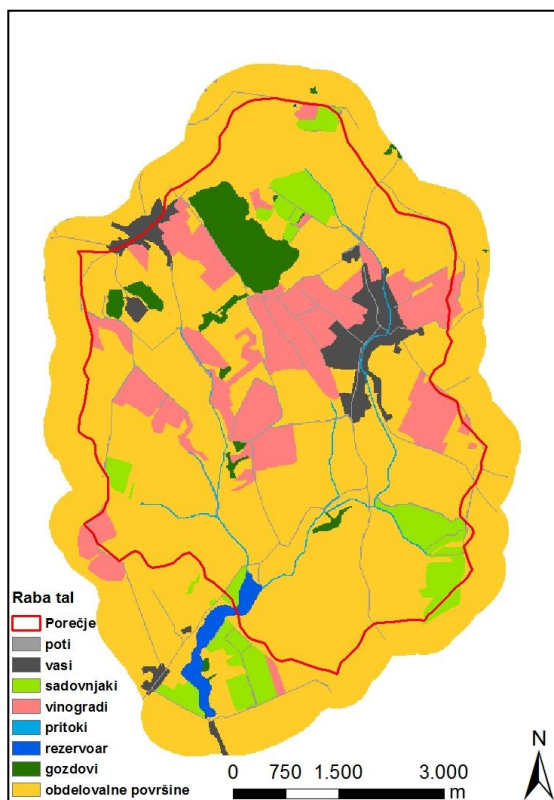 Raba tal
Porečje
poti
vasi
sadovnjaki
vinogradi
pritoki
rezervoar
gozdovi
obdelovalne površine
0 750 1.500 3.000
m
N